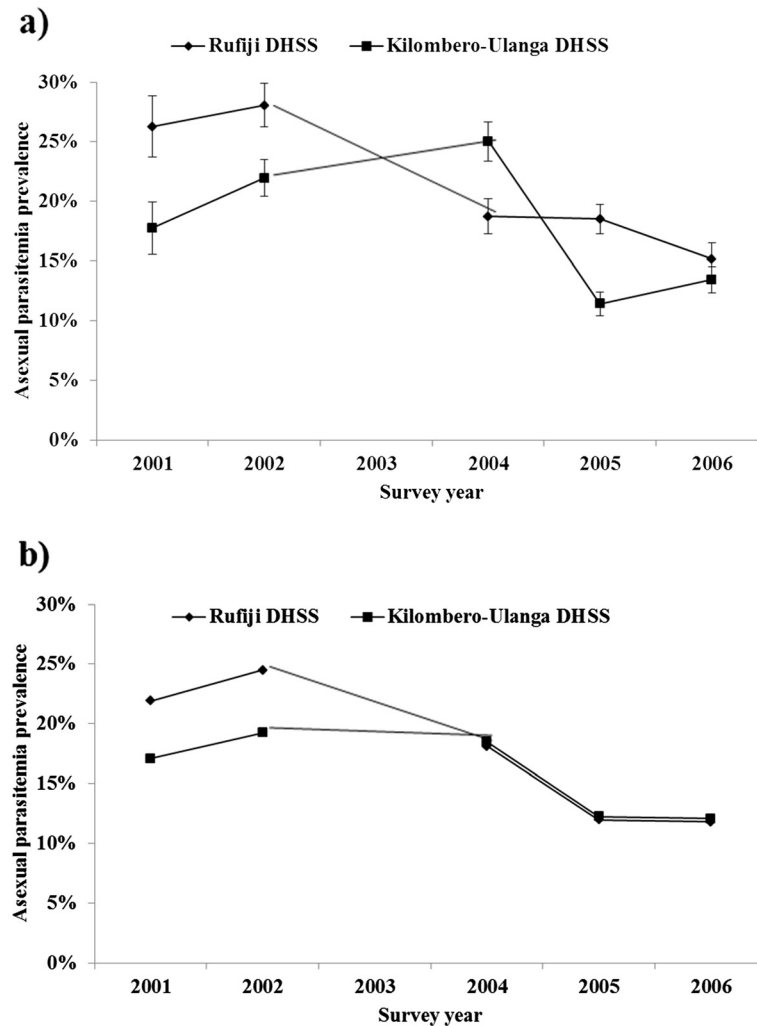 a)
Rufiji DHSS Kilombero-Ulanga DHSS
30%
25%
20%
15%
10%
5%
0%
Asexual parasitemia prevalence
2001 2002 2003 2004 2005 2006
Survey year
b)
Rufiji DHSS Kilombero-Ulanga DHSS
30%
25%
20%
15%
10%
5%
0%
Asexual parasitemia prevalence
2001 2002 2003 2004 2005 2006
Survey year